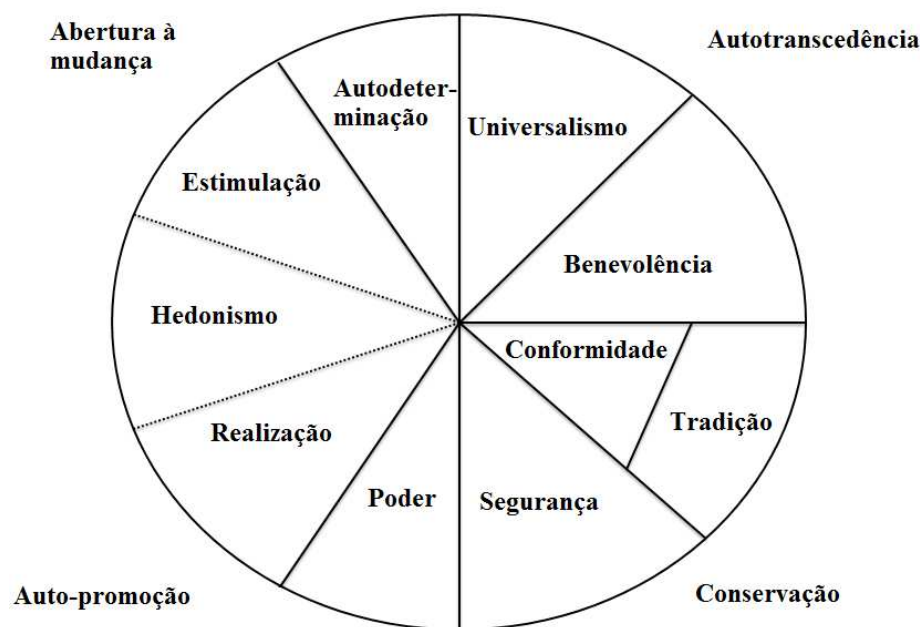 Abertura à
mudança
Autotranscedência
Autodeter-
minação
Universalismo
Estimulação
Benevolência
Hedonismo
Conformidade
Tradição
Realização
Poder
Segurança
Auto-promoção
Conservação